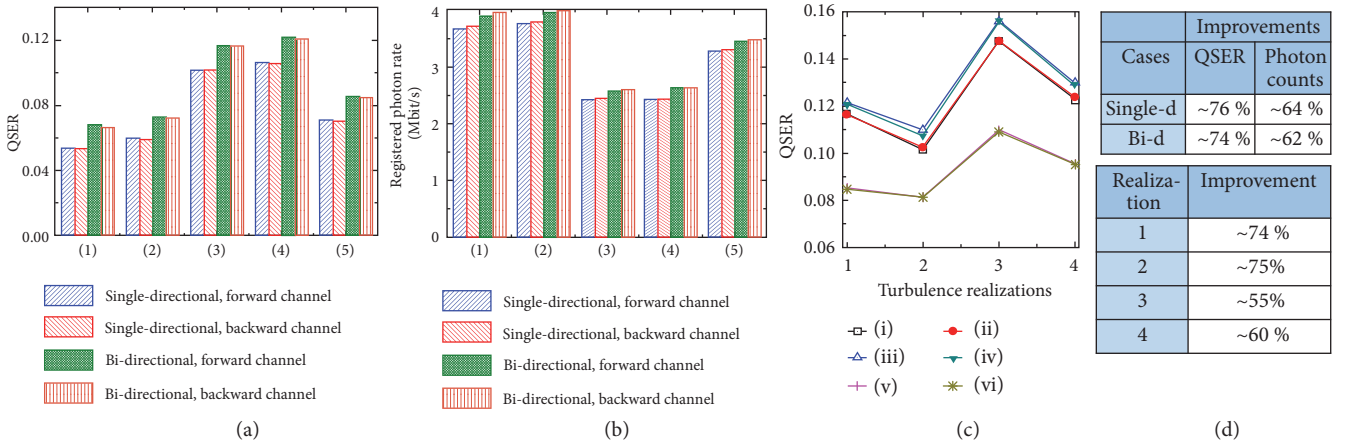 0.12
0.08
0.04
0.00
QSER
(1)
(2)
(3)
(4)
(5)
Single-directional, forward channel
Single-directional, backward channel
Bi-directional, forward channel
Bi-directional, backward channel
(a)
4
3
2
1
0
Registered photon rate
(Mbit/s)
(1)
(2)
(3)
(4)
(5)
Single-directional, forward channel
Single-directional, backward channel
Bi-directional, forward channel
Bi-directional, backward channel
(b)
0.16
0.14
0.12
0.10
0.08
0.06
QSER
1
2
3
4
Turbulence realizations
(i)
(ii)
(iii)
(iv)
(v)
(vi)
(c)
Improvements
Cases
QSER
Photon
counts
Single-d
~76 %
~64 %
Bi-d
~74 %
~62 %
Realiza-
tion
Improvement
1
~74 %
2
~75%
3
~55%
4
~60 %
(d)